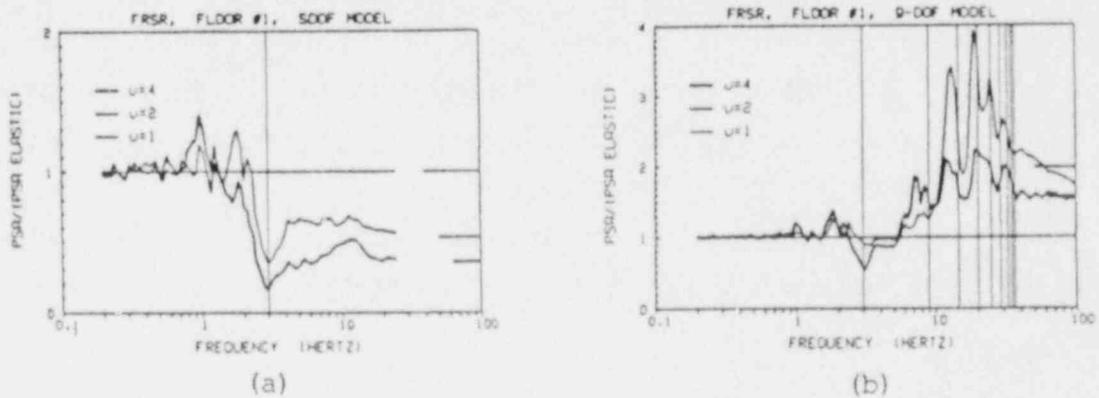 FRSR, FLOOR #1, SDOF MODEL
PSA/(PSA ELASTIC)
2
1
0
u=4
u=2
u=1
0.1
1
10
100
FREQUENCY (HERTZ)
(a)
FRSR, FLOOR #1, 9-DOF MODEL
PSA/(PSA ELASTIC)
4
3
2
1
0
u=4
u=2
u=1
0.1
1
10
100
FREQUENCY (HERTZ)
(b)